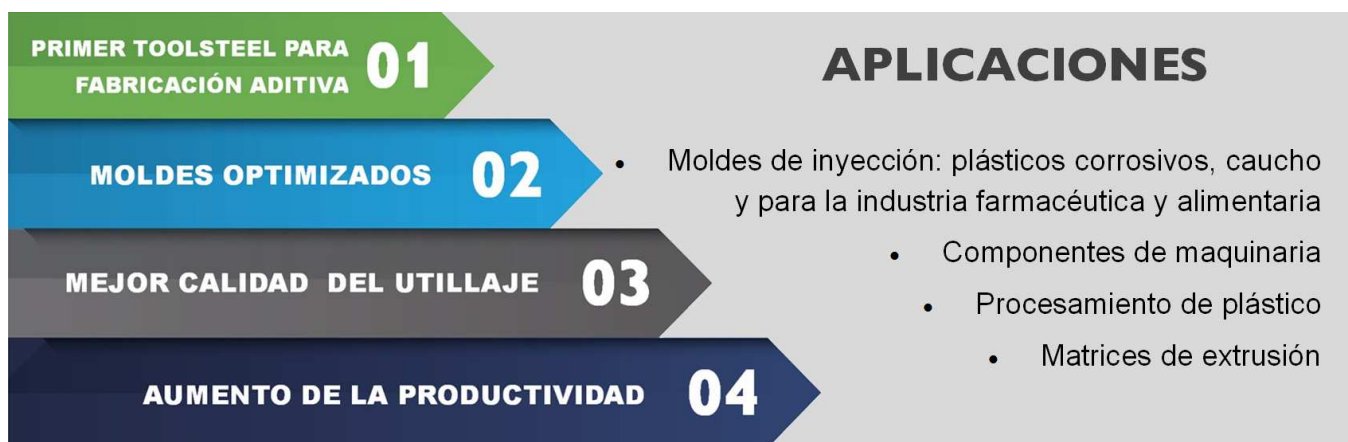 PRIMER TOOLSTEEL PARA
FABRICACIÓN ADITIVA
01
MOLDES OPTIMIZADOS 02
MEJOR CALIDAD DEL UTILLAJE 03
AUMENTO DE LA PRODUCTIVIDAD 04
APLICACIONES
• Moldes de inyección: plásticos corrosivos, caucho
y para la industria farmacéutica y alimentaria
• Componentes de maquinaria
• Procesamiento de plástico
• Matrices de extrusión